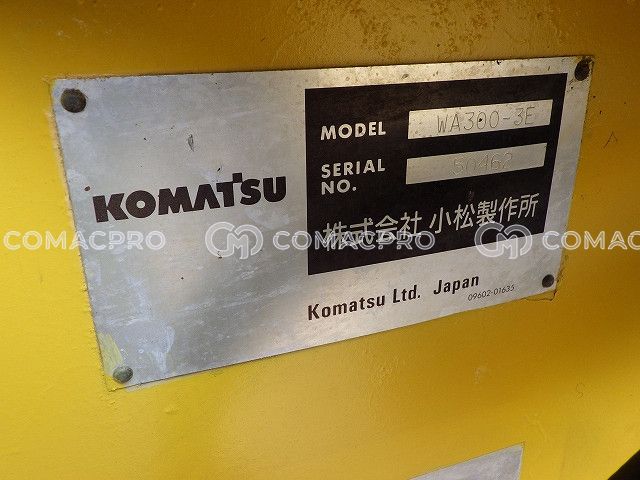 KOMATSU
MODEL WA300-3E
SERIAL NO. 50462
株式会社 小松製作所
Komatsu Ltd. Japan
09602-01635
COMACPRO COMACPRO COMACPRO